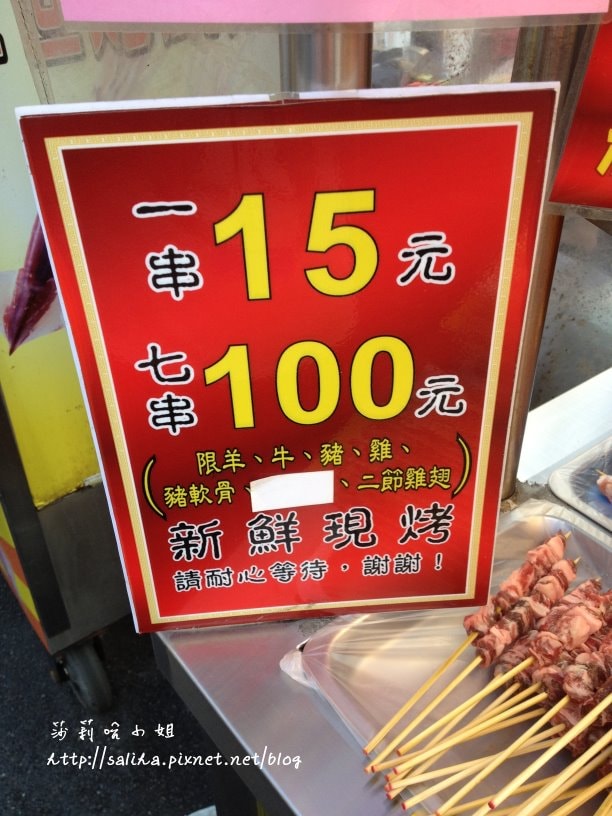 一串15元
七串100元
(限羊、牛、豬、雞、
豬軟骨、、二節雞翅)
新鮮現烤
請耐心等待,謝謝!
莎莉哈小姐
http://saliha.pixnet.net/blog